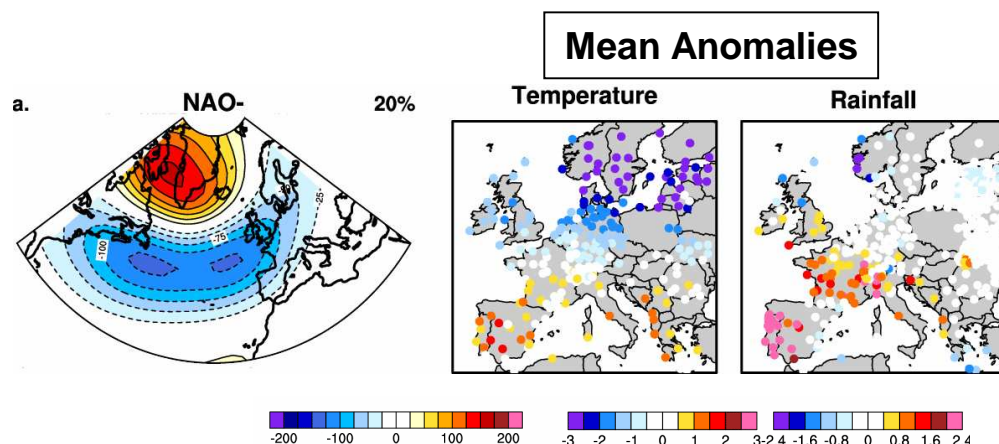 Mean Anomalies
a. NAO- 20%
Temperature
Rainfall
-100
-75
-25
-200 -100 0 100 200
-3 -2 -1 0 1 2 3
-2.4 -1.6 -0.8 0 0.8 1.6 2.4